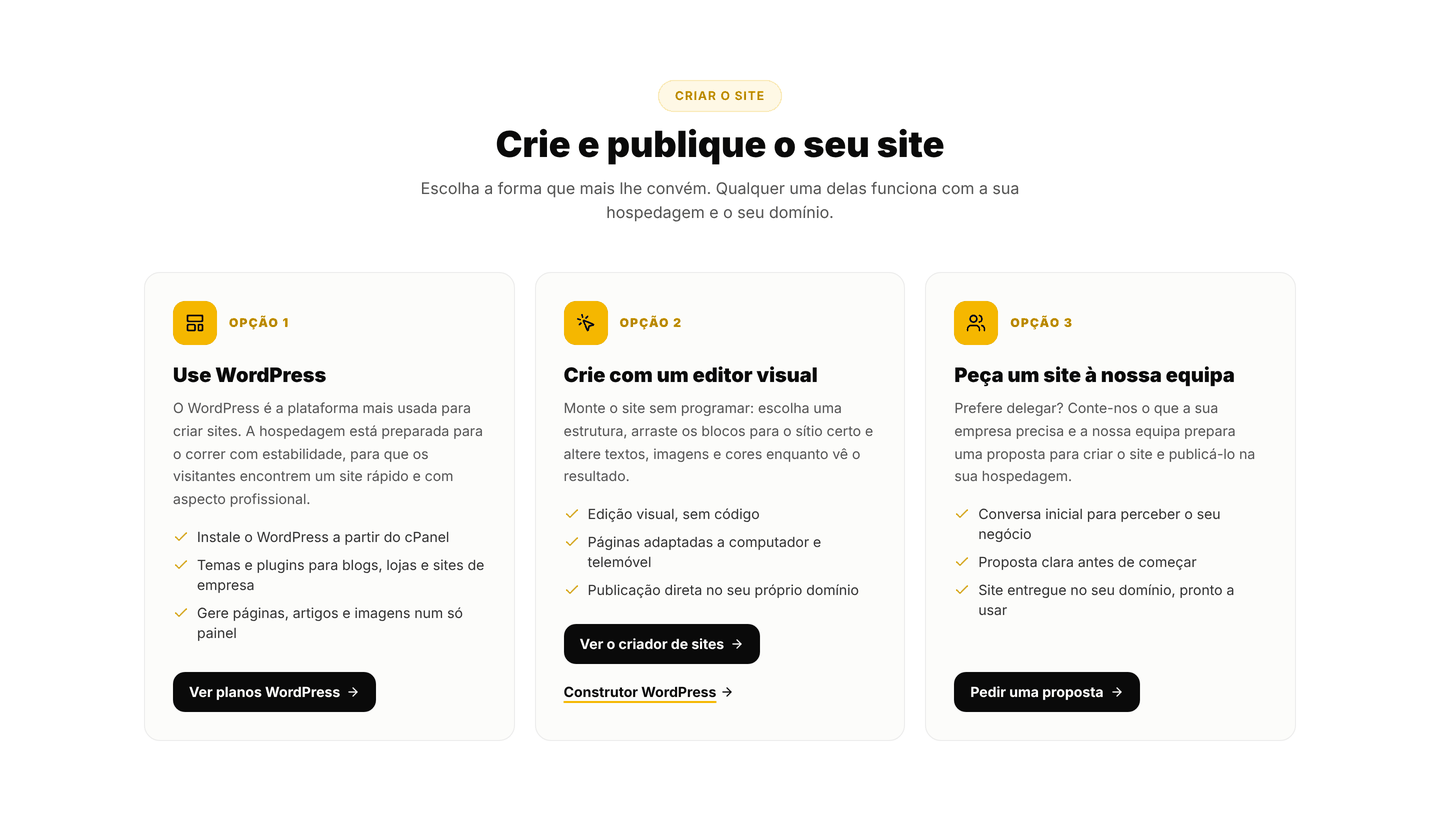 CRIAR O SITE
Crie e publique o seu site
Escolha a forma que mais lhe convém. Qualquer uma delas funciona com a sua
hospedagem e o seu domínio.
OPÇÃO 1
Use WordPress
O WordPress é a plataforma mais usada para
criar sites. A hospedagem está preparada para
o correr com estabilidade, para que os
visitantes encontrem um site rápido e com
aspecto profissional.
Instale o WordPress a partir do cPanel
Temas e plugins para blogs, lojas e sites de
empresa
Gere páginas, artigos e imagens num só
painel
Ver planos WordPress →
OPÇÃO 2
Crie com um editor visual
Monte o site sem programar: escolha uma
estrutura, arraste os blocos para o sítio certo e
altere textos, imagens e cores enquanto vê o
resultado.
Edição visual, sem código
Páginas adaptadas a computador e
telemóvel
Publicação direta no seu próprio domínio
Ver o criador de sites →
Construtor WordPress →
OPÇÃO 3
Peça um site à nossa equipa
Prefere delegar? Conte-nos o que a sua
empresa precisa e a nossa equipa prepara
uma proposta para criar o site e publicá-lo na
sua hospedagem.
Conversa inicial para perceber o seu
negócio
Proposta clara antes de começar
Site entregue no seu domínio, pronto a
usar
Pedir uma proposta →